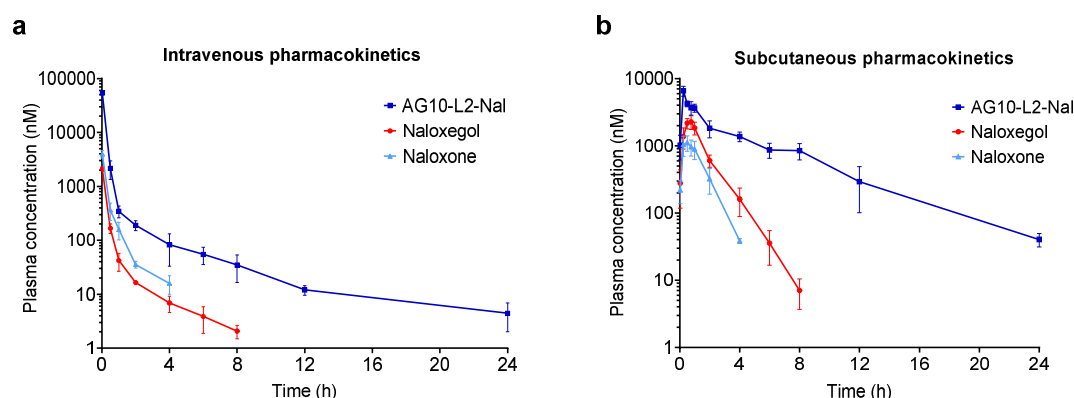 a
Intravenous pharmacokinetics
Plasma concentration (nM)
100000
10000
1000
100
10
1
0 4 8 12 16 20 24
Time (h)
AG10-L2-Nal
Naloxegol
Naloxone
b
Subcutaneous pharmacokinetics
Plasma concentration (nM)
10000
1000
100
10
1
0 4 8 12 16 20 24
Time (h)
AG10-L2-Nal
Naloxegol
Naloxone